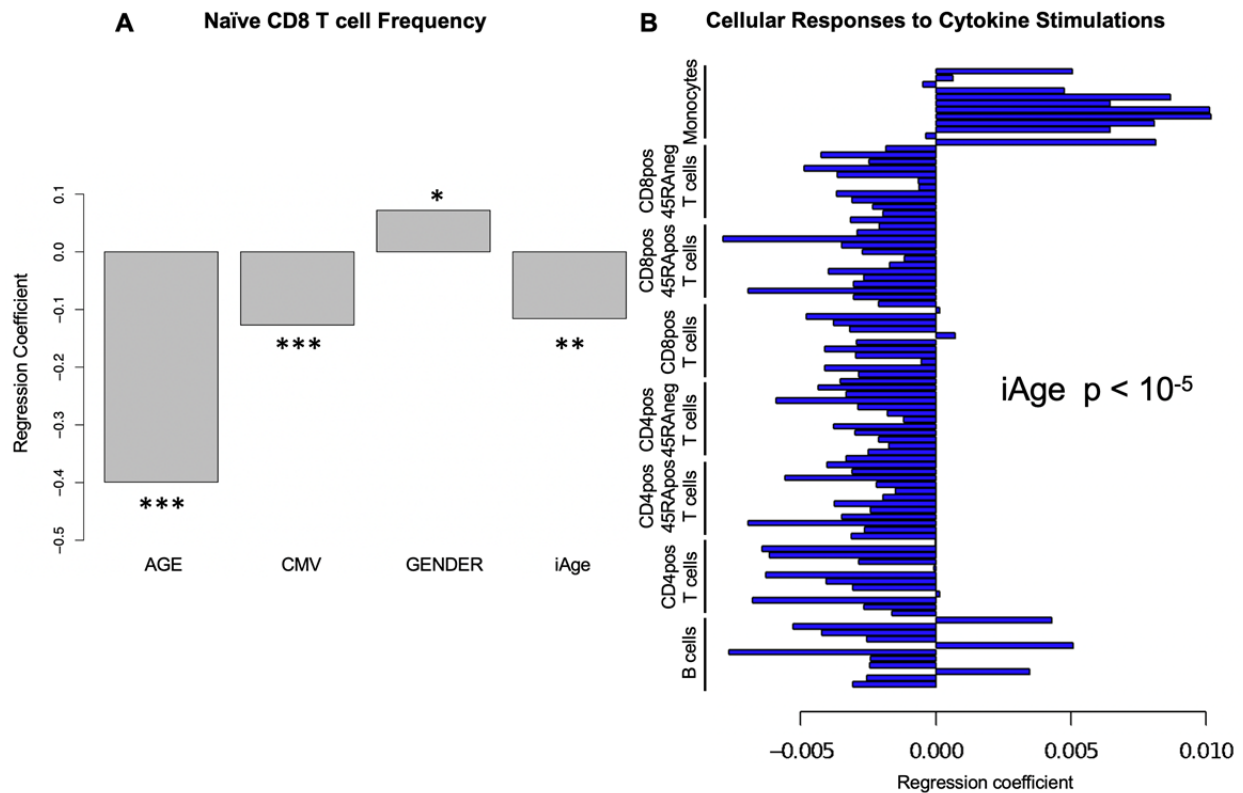 A
Naïve CD8 T cell Frequency
Regression Coefficient
0.1
0.0
−0.1
−0.2
−0.3
−0.4
−0.5
***
***
*
**
AGE
CMV
GENDER
iAge
B
Cellular Responses to Cytokine Stimulations
Monocytes
CD8pos
45RAneg
T cells
CD8pos
45RApos
T cells
CD8pos
T cells
CD4pos
45RAneg
T cells
CD4pos
45RApos
T cells
CD4pos
T cells
B cells
iAge p < 10-5
−0.005
0.000
0.005
0.010
Regression coefficient